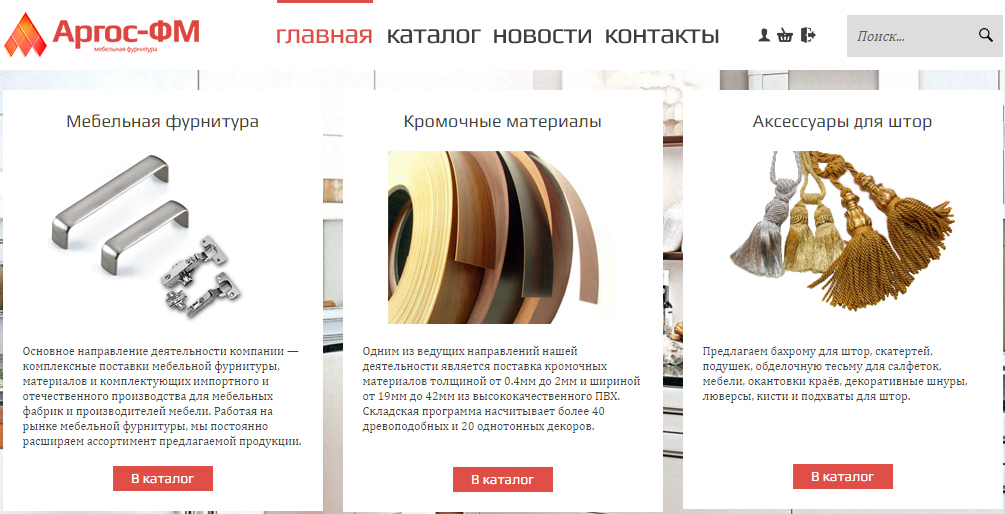 Аргос-ФМ
мебельная фурнитура
главная каталог новости контакты
Поиск...
Мебельная фурнитура
Основное направление деятельности компании —
комплексные поставки мебельной фурнитуры,
материалов и комплектующих импортного и
отечественного производства для мебельных
фабрик и производителей мебели. Работая на
рынке мебельной фурнитуры, мы постоянно
расширяем ассортимент предлагаемой продукции.
В каталог
Кромочные материалы
Одним из ведущих направлений нашей
деятельности является поставка кромочных
материалов толщиной от 0.4мм до 2мм и шириной
от 19мм до 42мм из высококачественного ПВХ.
Складская программа насчитывает более 40
древоподобных и 20 однотонных декоров.
В каталог
Аксессуары для штор
Предлагаем бахрому для штор, скатертей,
подушек, обделочную тесьму для салфеток,
мебели, окантовки краёв, декоративные шнуры,
люверсы, кисти и подхваты для штор.
В каталог